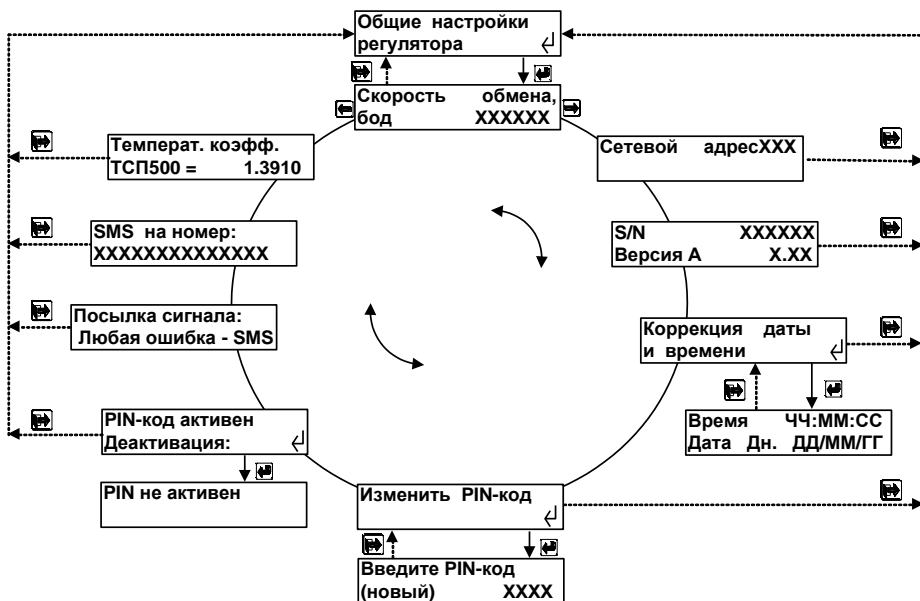 Общие настройки
регулятора
Скорость обмена,
бод XXXXXX
Температ. коэфф.
ТСП500 = 1.3910
Сетевой адресXXX
SMS на номер:
XXXXXXXXXXXXXX
S/N XXXXXX
Версия А X.XX
Посылка сигнала:
Любая ошибка - SMS
Коррекция даты
и времени
PIN-код активен
Деактивация:
Время ЧЧ:ММ:СС
Дата Дн. ДД/ММ/ГГ
PIN не активен
Изменить PIN-код
Введите PIN-код
(новый) XXXX